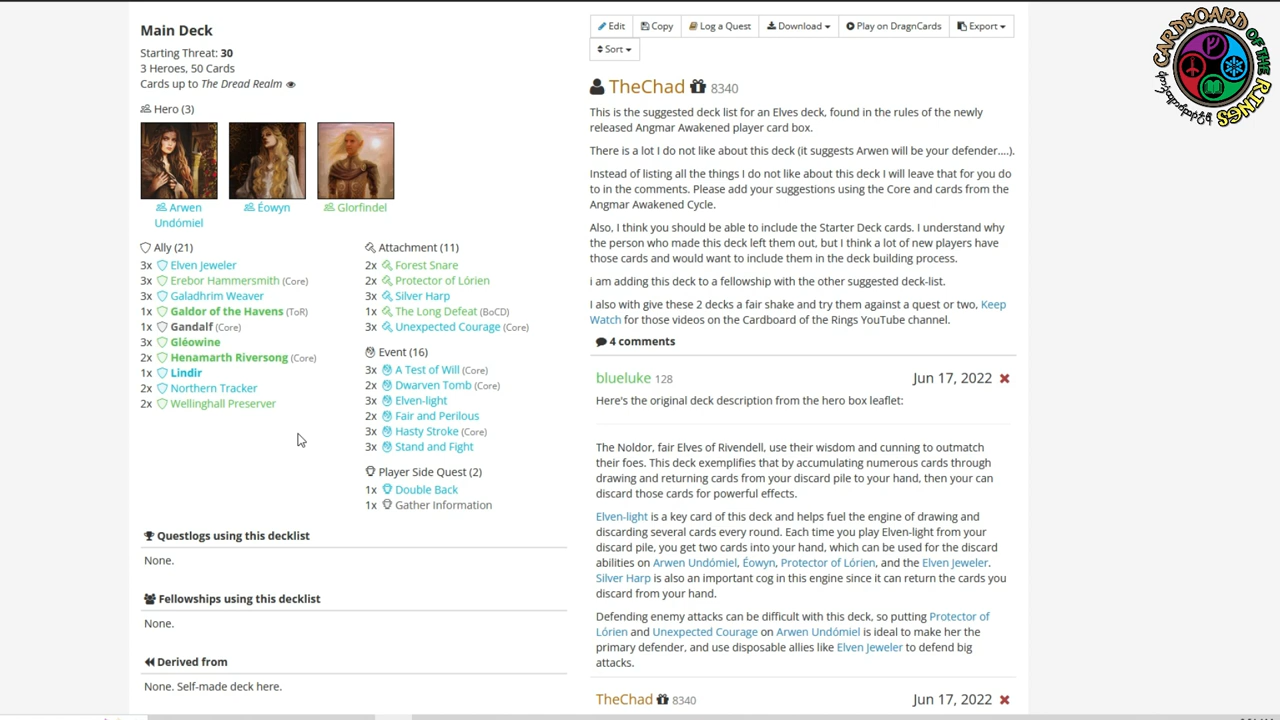 Main Deck
Starting Threat: 30
3 Heroes, 50 Cards
Cards up to The Dread Realm
Hero (3)
Arwen
Undómiel
Éowyn
Glorfindel
Ally (21)
3x Elven Jeweler
3x Erebor Hammersmith (Core)
3x Galadhrim Weaver
1x Galdor of the Havens (ToR)
1x Gandalf (Core)
3x Gléowine
2x Henamarth Riversong (Core)
1x Lindir
2x Northern Tracker
2x Wellinghall Preserver
Attachment (11)
2x Forest Snare
2x Protector of Lórien
3x Silver Harp
1x The Long Defeat (BoCD)
3x Unexpected Courage (Core)
Event (16)
3x A Test of Will (Core)
2x Dwarven Tomb (Core)
3x Elven-light
2x Fair and Perilous
3x Hasty Stroke (Core)
3x Stand and Fight
Player Side Quest (2)
1x Double Back
1x Gather Information
Questlogs using this decklist
None.
Fellowships using this decklist
None.
Derived from
None. Self-made deck here.
Edit Copy Log a Quest Download Play on DragnCards Export
Sort
TheChad 8340
This is the suggested deck list for an Elves deck, found in the rules of the newly
released Angmar Awakened player card box.
There is a lot I do not like about this deck (it suggests Arwen will be your defender....).
Instead of listing all the things I do not like about this deck I will leave that for you do
to in the comments. Please add your suggestions using the Core and cards from the
Angmar Awakened Cycle.
Also, I think you should be able to include the Starter Deck cards. I understand why
the person who made this deck left them out, but I think a lot of new players have
those cards and would want to include them in the deck building process.
i am adding this deck to a fellowship with the other suggested deck-list.
I also with give these 2 decks a fair shake and try them against a quest or two, Keep
Watch for those videos on the Cardboard of the Rings YouTube channel.
4 comments
blueluke 128 Jun 17, 2022
Here's the original deck description from the hero box leaflet:
The Noldor, fair Elves of Rivendell, use their wisdom and cunning to outmatch
their foes. This deck exemplifies that by accumulating numerous cards through
drawing and returning cards from your discard pile to your hand, then your can
discard those cards for powerful effects.
Elven-light is a key card of this deck and helps fuel the engine of drawing and
discarding several cards every round. Each time you play Elven-light from your
discard pile, you get two cards into your hand, which can be used for the discard
abilities on Arwen Undómiel, Éowyn, Protector of Lórien, and the Elven Jeweler.
Silver Harp is also an important cog in this engine since it can return the cards you
discard from your hand.
Defending enemy attacks can be difficult with this deck, so putting Protector of
Lórien and Unexpected Courage on Arwen Undómiel is ideal to make her the
primary defender, and use disposable allies like Elven Jeweler to defend big
attacks.
TheChad 8340 Jun 17, 2022
CARDBOARD OF THE RINGS